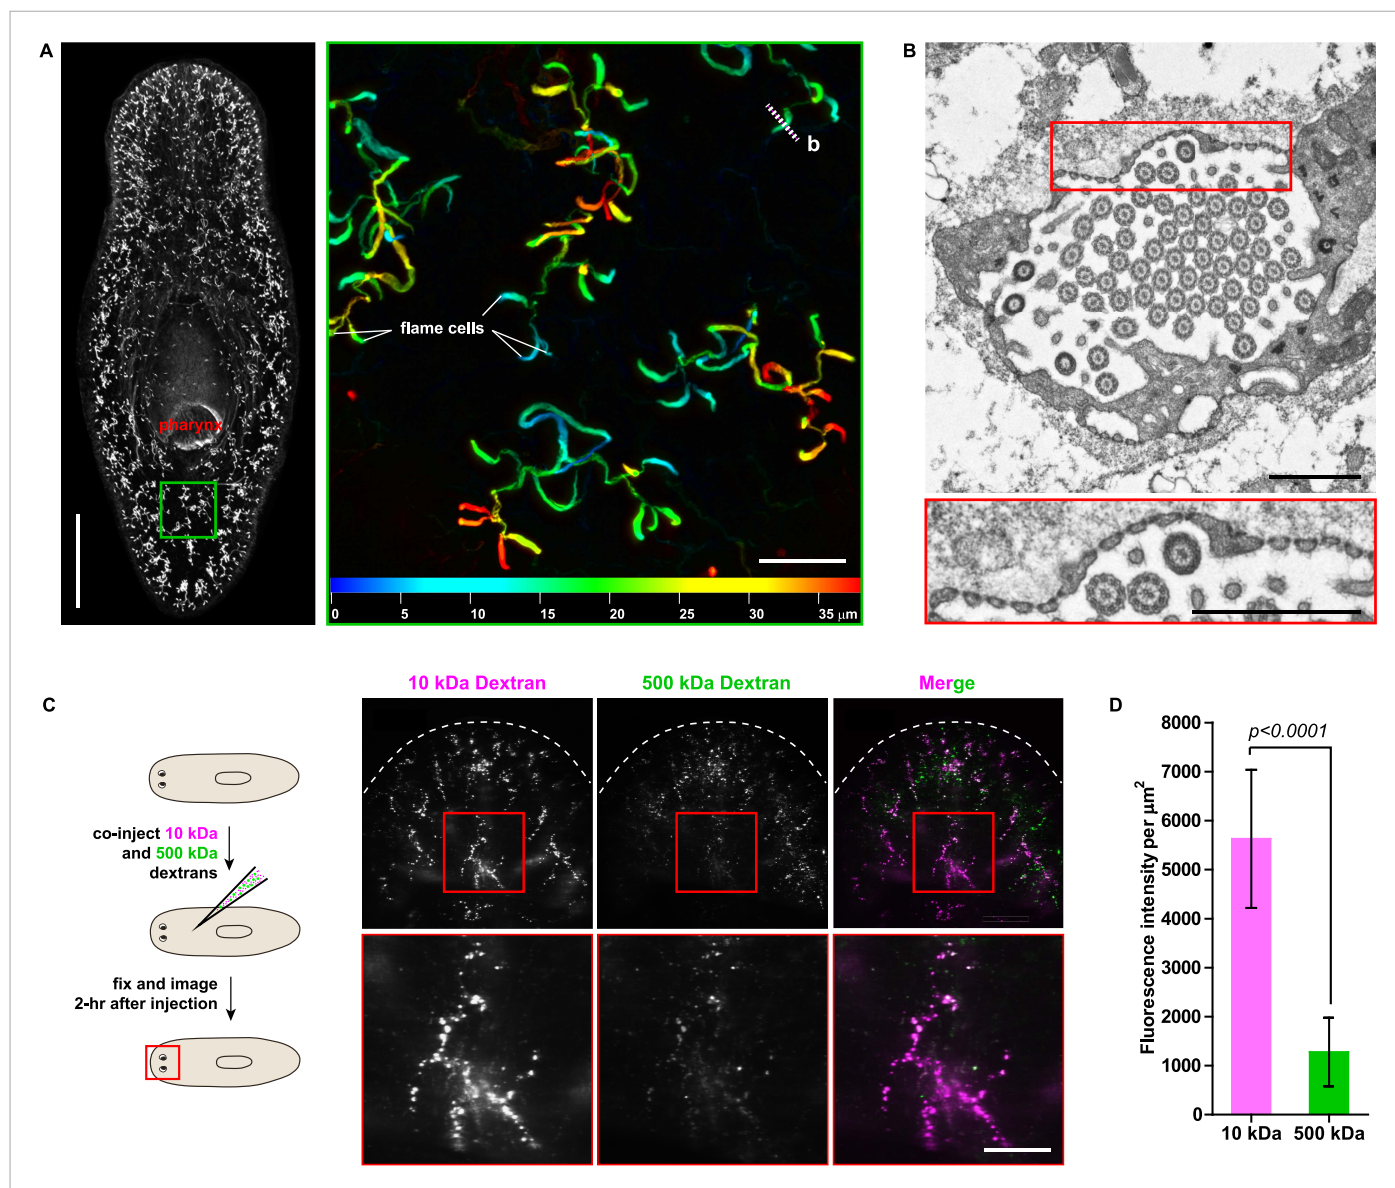 A
pharynx
b
flame cells
0 5 10 15 20 25 30 35 μm
B
C
co-inject 10 kDa
and 500 kDa
dextrans
fix and image
2-hr after injection
10 kDa Dextran
500 kDa Dextran
Merge
D
p<0.0001
Fluorescence intensity per μm²
8000
7000
6000
5000
4000
3000
2000
1000
0
10 kDa 500 kDa